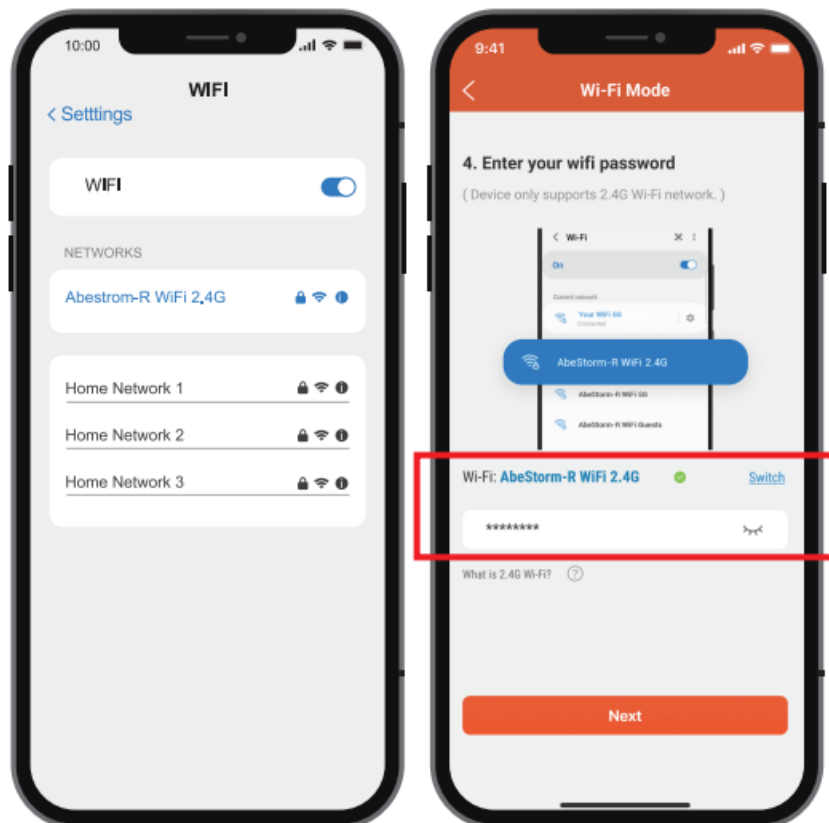 10:00
WIFI
< Setttings
WIFI
NETWORKS
Abestrom-R WiFi 2,4G
Home Network 1
Home Network 2
Home Network 3
9:41
Wi-Fi Mode
4. Enter your wifi password
( Device only supports 2.4G Wi-Fi network. )
Wi-Fi
On
Current network
Your WiFi 5G
Connected
AbeStorm-R WiFi 2.4G
AbeStorm-R WiFi 5G
AbeStorm-R WiFi Guests
Wi-Fi: AbeStorm-R WiFi 2.4G Switch
********
What is 2.4G Wi-Fi? ?
Next